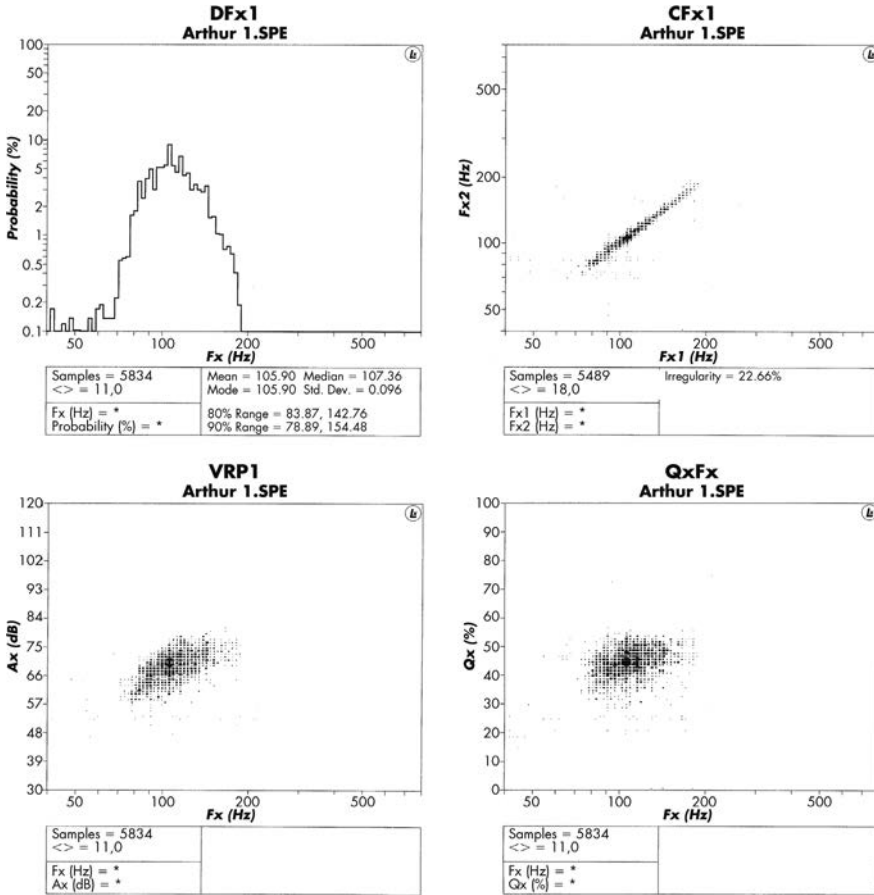 DFx1
Arthur 1.SPE
Probability (%)
100
50
20
10
5
2
1
0.5
0.2
0.1
50 100 200 500
Fx (Hz)
Samples = 5834
<> = 11,0
Fx (Hz) = *
Probability (%) = *
Mean = 105.90 Median = 107.36
Mode = 105.90 Std. Dev. = 0.096
80% Range = 83.87, 142.76
90% Range = 78.89, 154.48
CFx1
Arthur 1.SPE
Fx2 (Hz)
500
200
100
50
50 100 200 500
Fx1 (Hz)
Samples = 5489
<> = 18,0
Fx1 (Hz) = *
Fx2 (Hz) = *
Irregularity = 22.66%
VRP1
Arthur 1.SPE
Ax (dB)
120
111
102
93
84
75
66
57
48
39
30
50 100 200 500
Fx (Hz)
Samples = 5834
<> = 11,0
Fx (Hz) = *
Ax (dB) = *
QxFx
Arthur 1.SPE
Qx (%)
100
90
80
70
60
50
40
30
20
10
0
50 100 200 500
Fx (Hz)
Samples = 5834
<> = 11,0
Fx (Hz) = *
Qx (%) = *